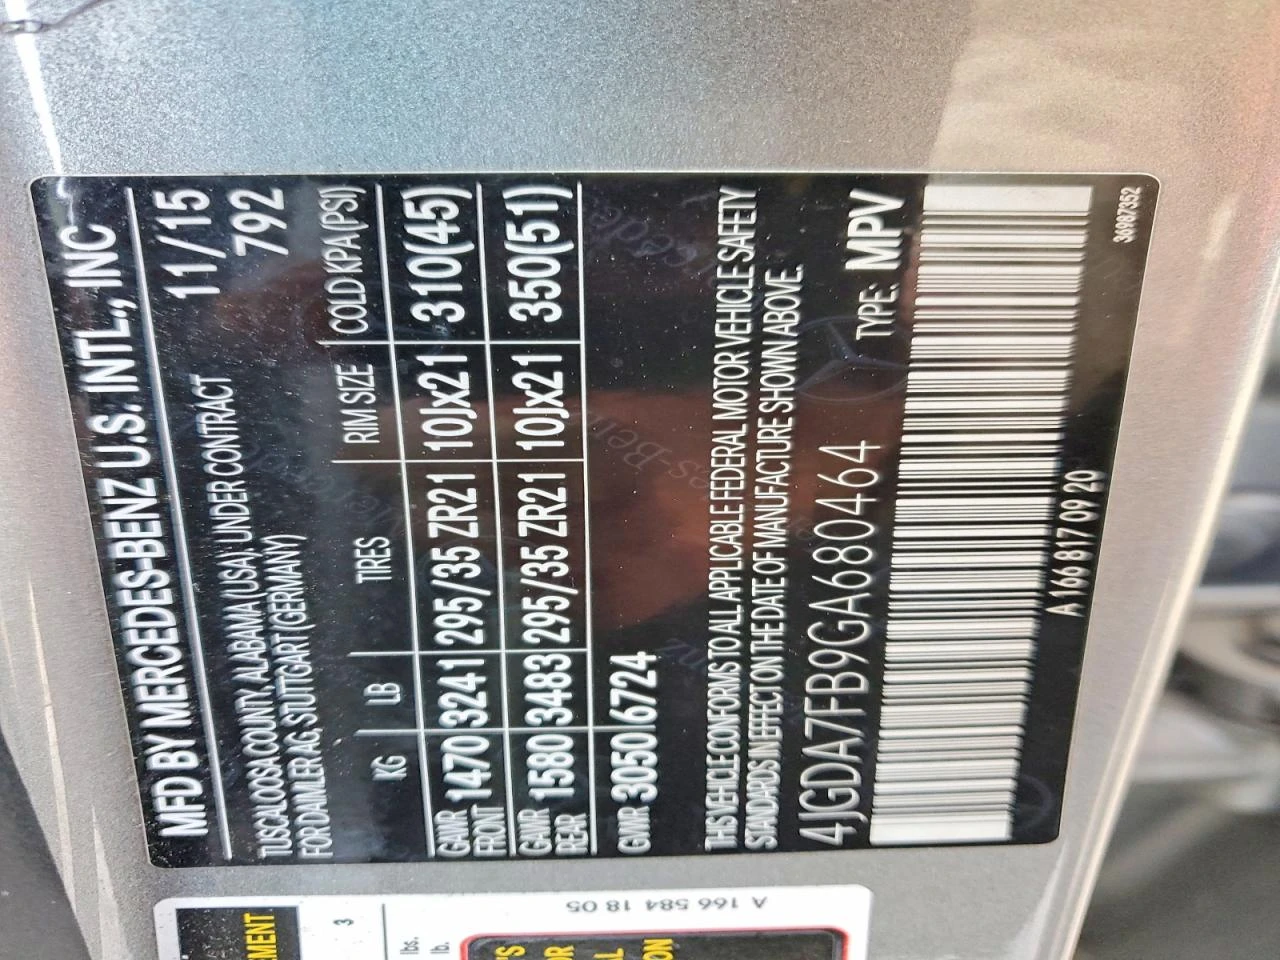 MFD BY MERCEDES-BENZ U.S. INTL., INC
TUSCALOOSA COUNTY, ALABAMA (USA), UNDER CONTRACT 11/15
FOR DAIMLER AG, STUTTGART (GERMANY) 792
KG LB TIRES RIM SIZE COLD KPA (PSI)
GAWR FRONT 1470 3241 295/35 ZR21 10Jx21 310(45)
GAWR REAR 1580 3483 295/35 ZR21 10Jx21 350(51)
GVWR 3050 6724
THIS VEHICLE CONFORMS TO ALL APPLICABLE FEDERAL MOTOR VEHICLE SAFETY
STANDARDS IN EFFECT ON THE DATE OF MANUFACTURE SHOWN ABOVE.
4JGDA7FB9GA680464 TYPE: MPV
A 166 817 09 20
36987352
A 166 584 18 05
3
lbs.
lb.